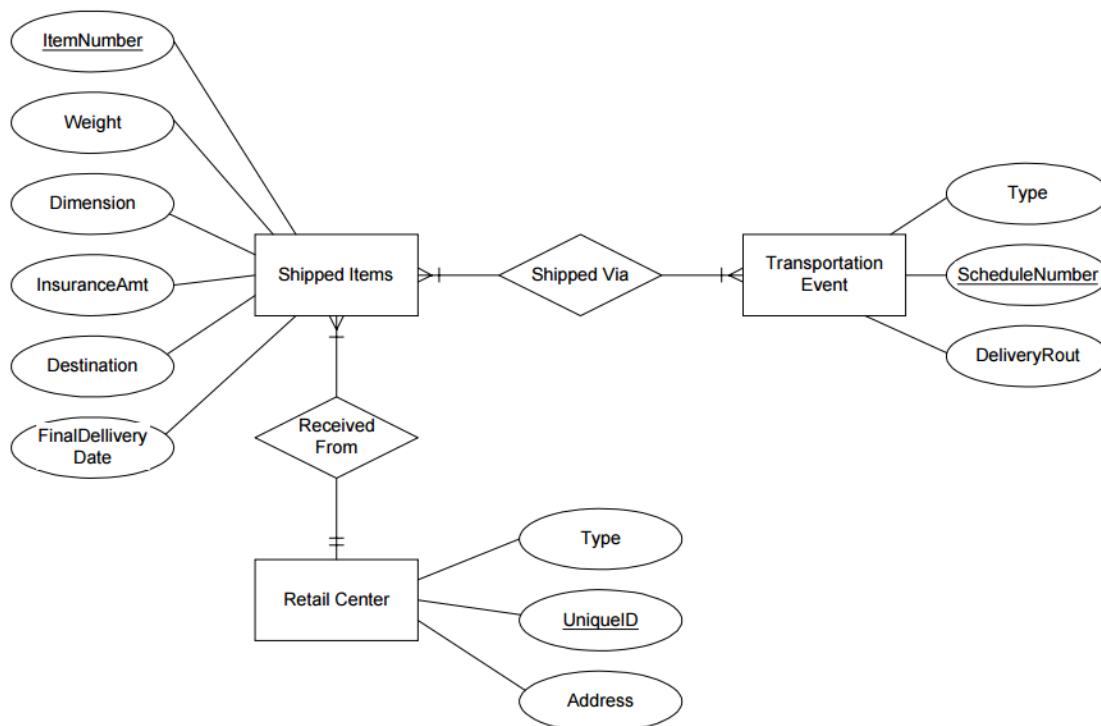 ItemNumber
Weight
Dimension
InsuranceAmt
Destination
FinalDellivery
Date
Shipped Items
Shipped Via
Transportation
Event
Type
ScheduleNumber
DeliveryRout
Received
From
Retail Center
Type
UniqueID
Address